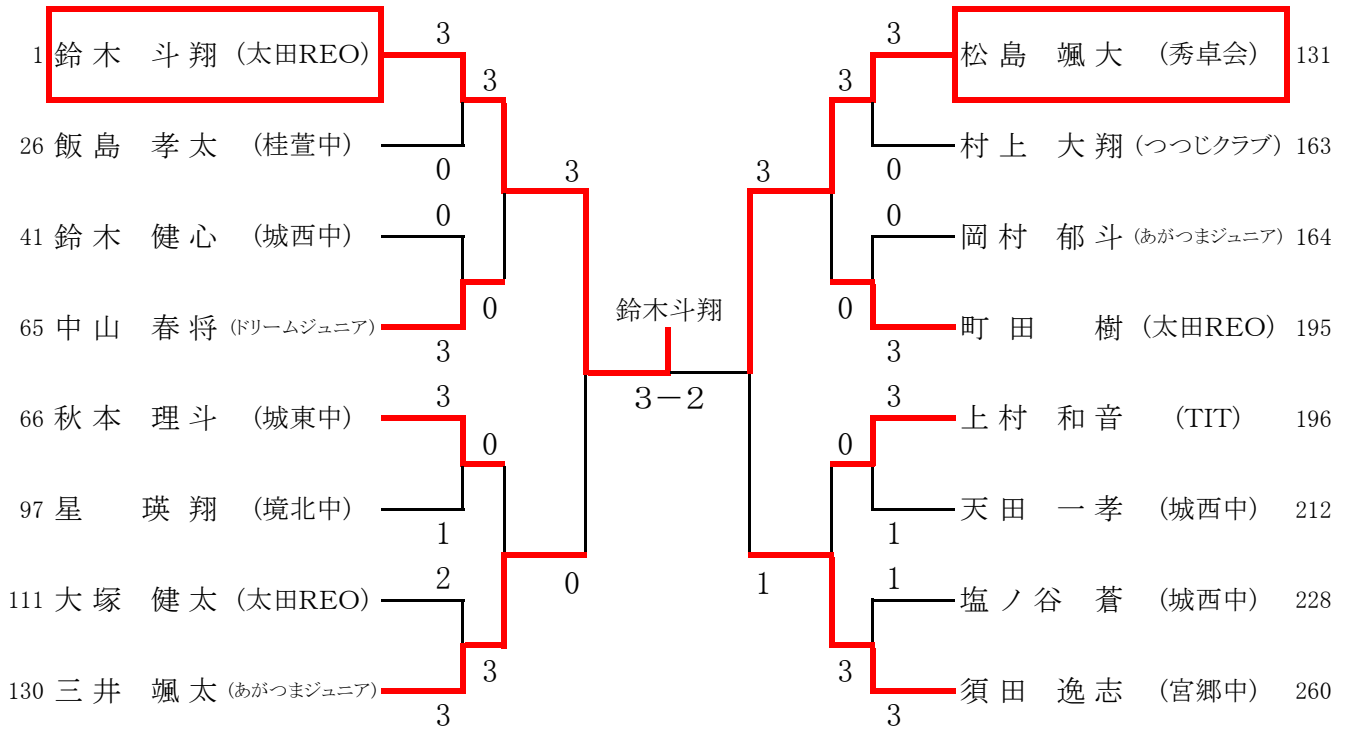 3
1 鈴木 斗翔 (太田REO)
3
26 飯島 孝太 (桂萱中)
0
3
0
41 鈴木 健心 (城西中)
0
65 中山 春将 (ドリームジュニア)
3
3
66 秋本 理斗 (城東中)
0
97 星 瑛翔 (境北中)
1
0
2
111 大塚 健太 (太田REO)
3
130 三井 颯太 (あがつまジュニア)
3
鈴木斗翔
3-2
3
松島 颯大 (秀卓会) 131
3
村上 大翔 (つつじクラブ) 163
0
3
0
岡村 郁斗 (あがつまジュニア) 164
0
町田 樹 (太田REO) 195
3
3
上村 和音 (TIT) 196
0
天田 一孝 (城西中) 212
1
1
1
塩ノ谷 蒼 (城西中) 228
3
須田 逸志 (宮郷中) 260
3